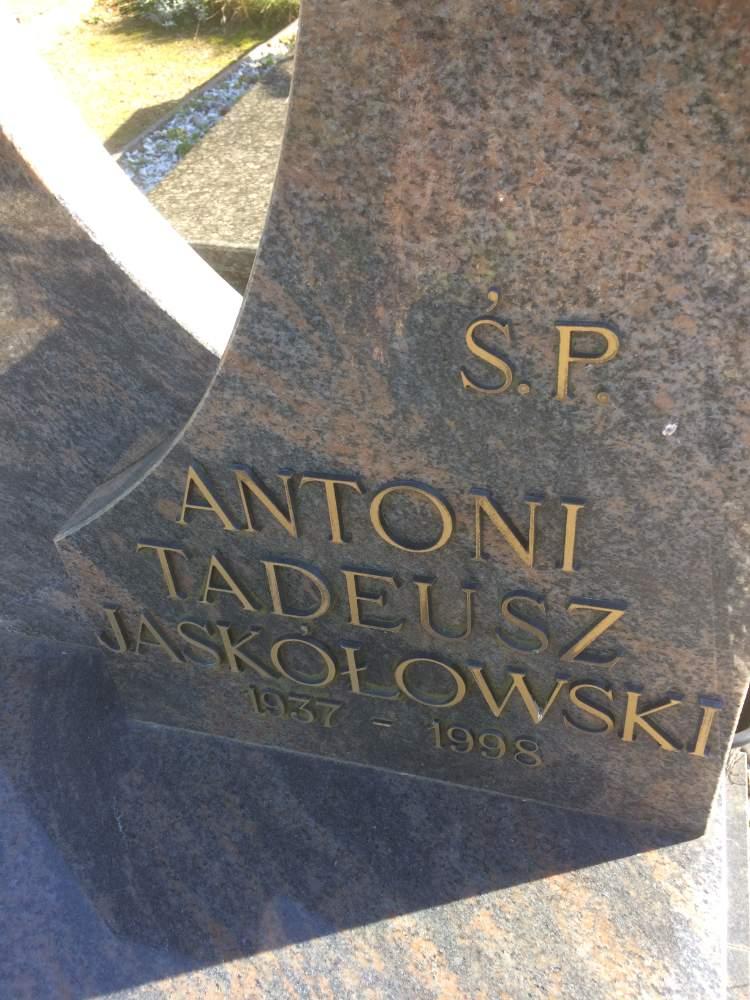 Ś.P.
ANTONI
TADEUSZ
JASKÓŁOWSKI
1937 - 1998